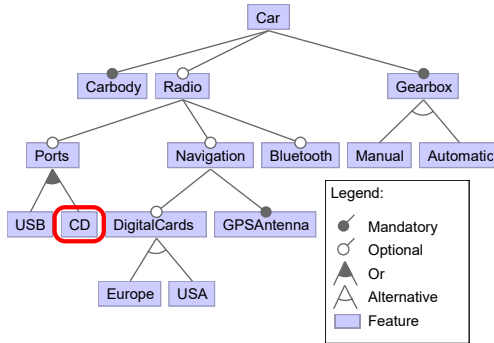 Car
Carbody Radio Gearbox
Ports Navigation Bluetooth Manual Automatic
USB CD DigitalCards GPSAntenna
Europe USA
Legend:
Mandatory
Optional
Or
Alternative
Feature